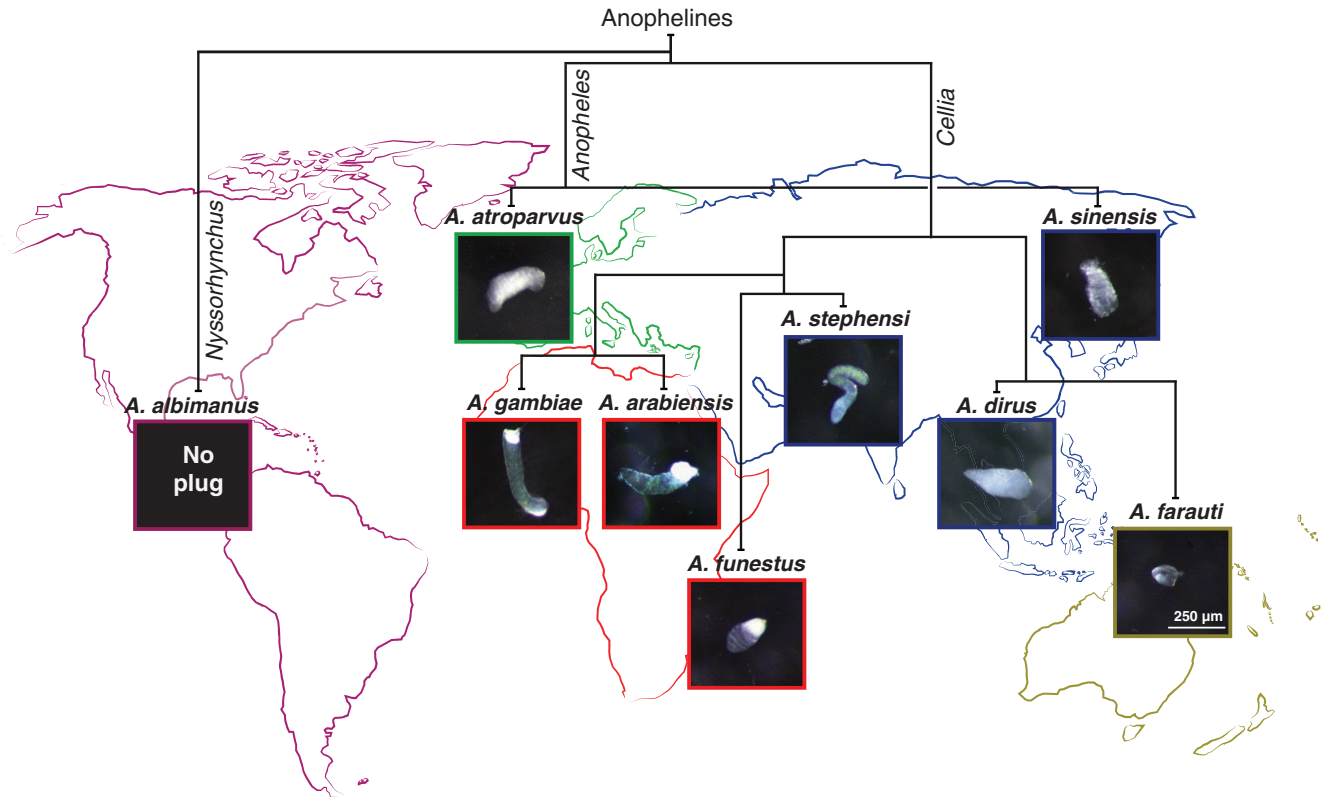 Anophelines
Anopheles
Cellia
Nyssorhynchus
A. atroparvus
A. sinensis
A. stephensi
A. albimanus
A. gambiae
A. arabiensis
A. dirus
No
plug
A. farauti
A. funestus
250 µm